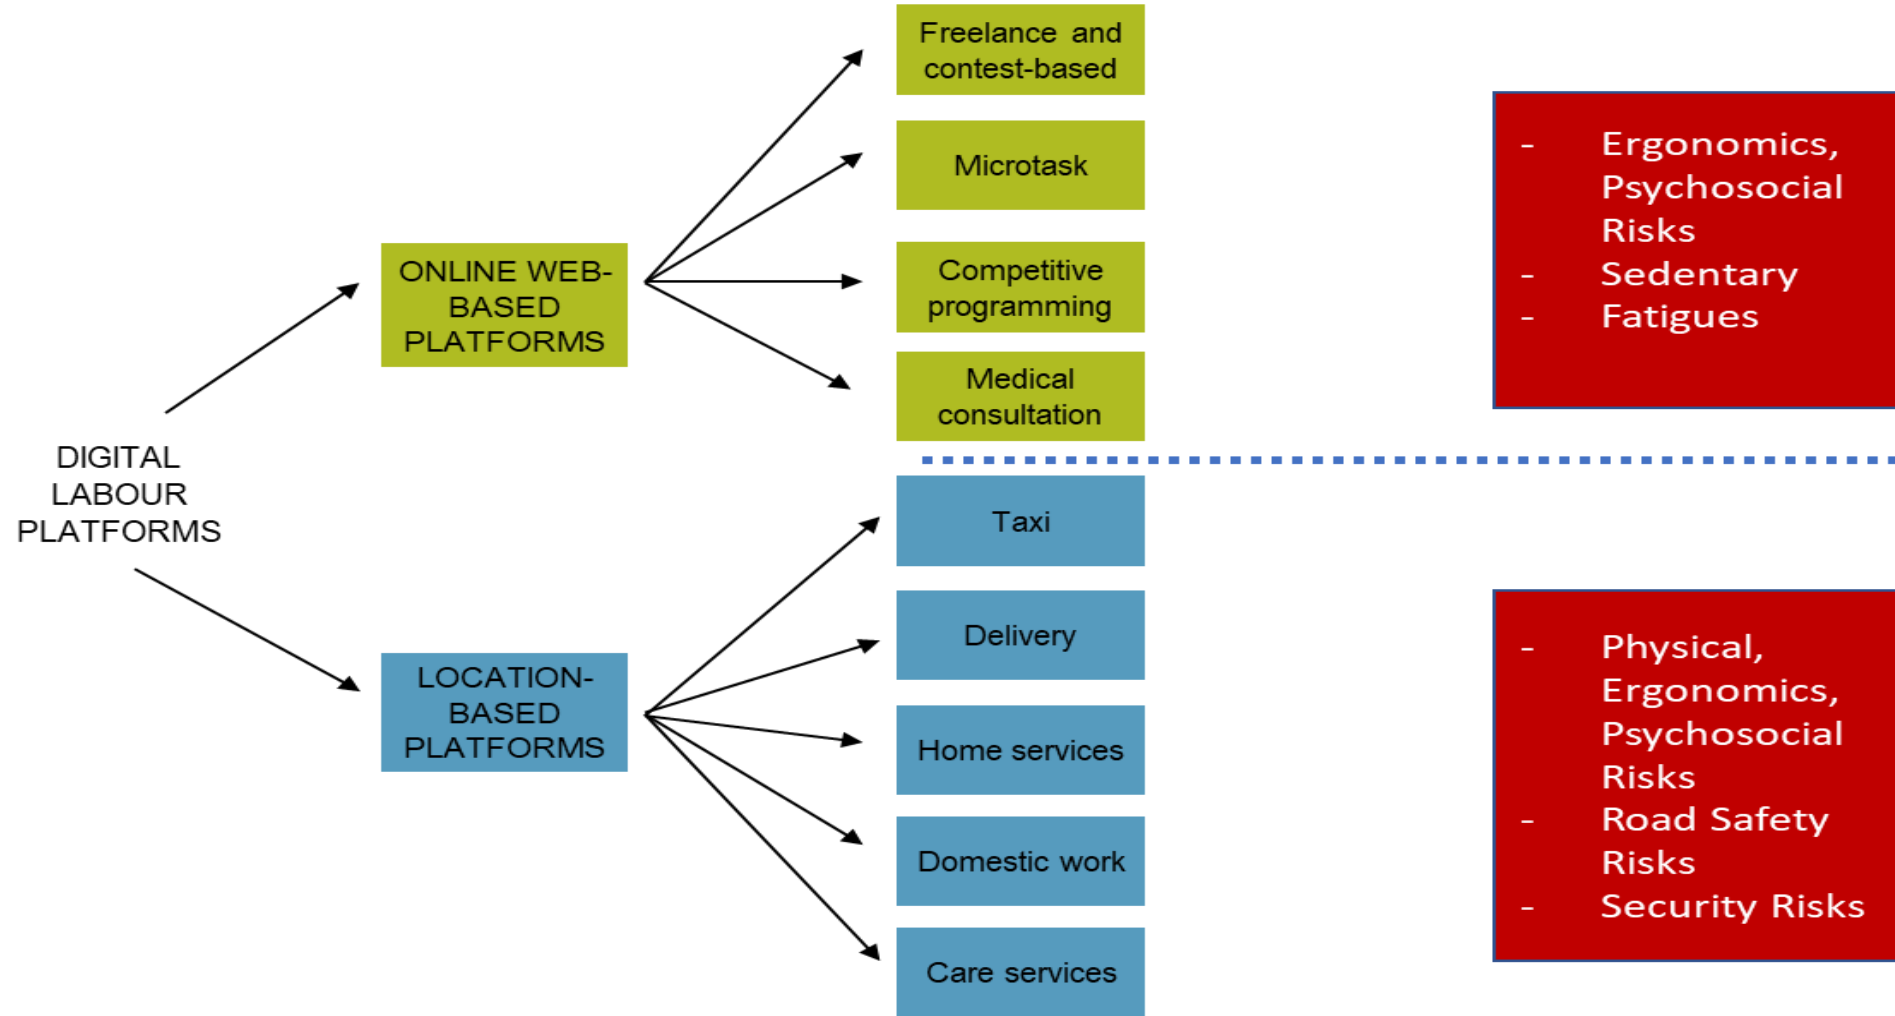 DIGITAL
LABOUR
PLATFORMS
ONLINE WEB-
BASED
PLATFORMS
Freelance and
contest-based
Microtask
Competitive
programming
Medical
consultation
- Ergonomics,
Psychosocial
Risks
- Sedentary
- Fatigues
LOCATION-
BASED
PLATFORMS
Taxi
Delivery
Home services
Domestic work
Care services
- Physical,
Ergonomics,
Psychosocial
Risks
- Road Safety
Risks
- Security Risks